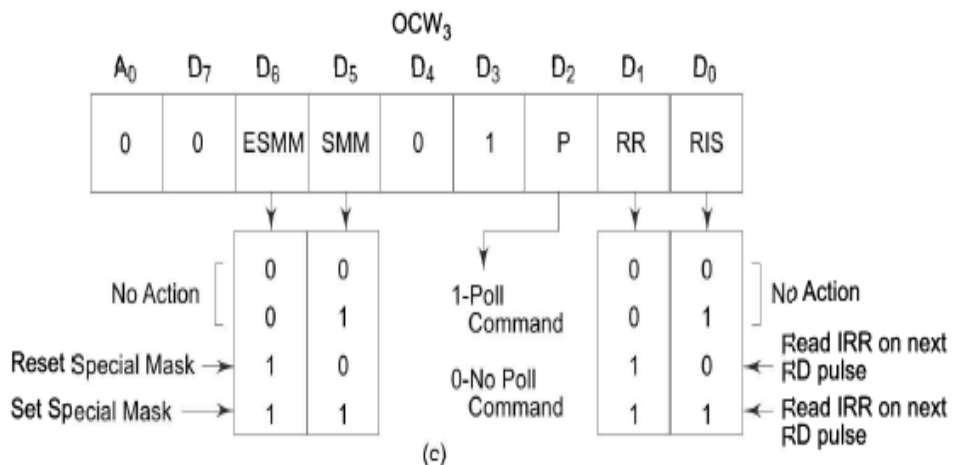 OCW3
A0 D7 D6 D5 D4 D3 D2 D1 D0
0 0 ESMM SMM 0 1 P RR RIS
0 0 0 0
No Action No Action
0 1 1-Poll 0 1
Command
Reset Special Mask 1 0 1 0 Read IRR on next
RD pulse
0-No Poll
Set Special Mask 1 1 Command 1 1 Read IRR on next
RD pulse
(c)